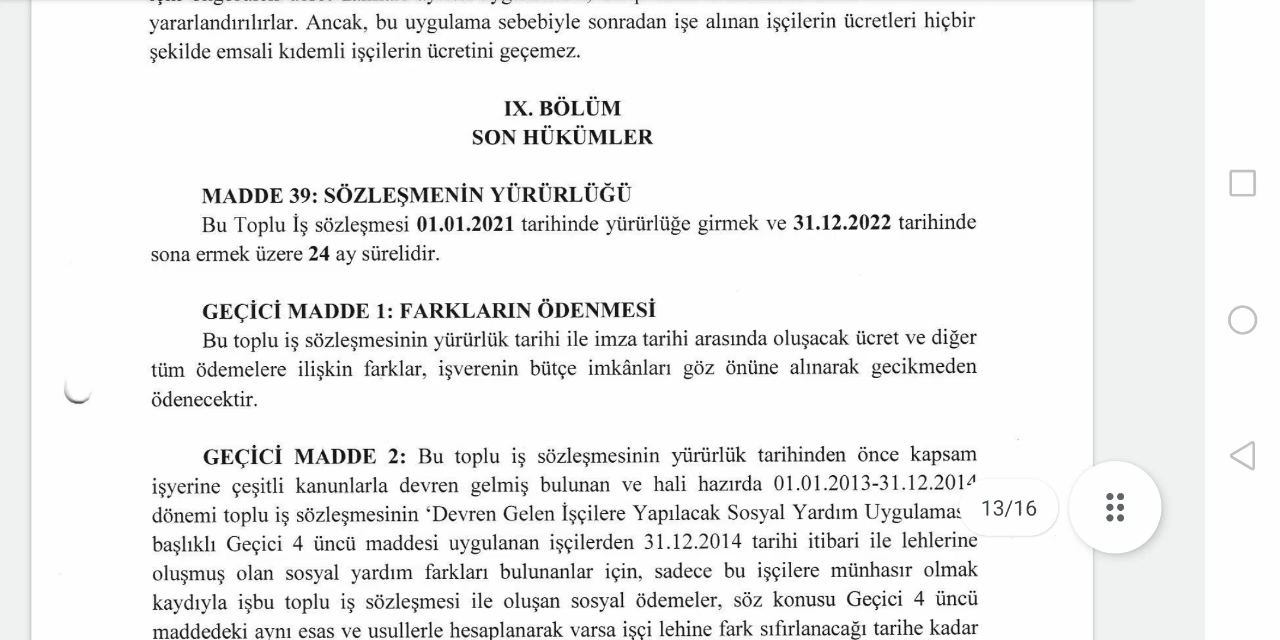 yararlandırılırlar. Ancak, bu uygulama sebebiyle sonradan işe alınan işçilerin ücretleri hiçbir
şekilde emsali kıdemli işçilerin ücretini geçemez.
IX. BÖLÜM
SON HÜKÜMLER
MADDE 39: SÖZLEŞMENİN YÜRÜRLÜĞÜ
Bu Toplu İş sözleşmesi 01.01.2021 tarihinde yürürlüğe girmek ve 31.12.2022 tarihinde
sona ermek üzere 24 ay sürelidir.
GEÇİCİ MADDE 1: FARKLARIN ÖDENMESİ
Bu toplu iş sözleşmesinin yürürlük tarihi ile imza tarihi arasında oluşacak ücret ve diğer
tüm ödemelere ilişkin farklar, işverenin bütçe imkânları göz önüne alınarak gecikmeden
ödenecektir.
GEÇİCİ MADDE 2: Bu toplu iş sözleşmesinin yürürlük tarihinden önce kapsam
işyerine çeşitli kanunlarla devren gelmiş bulunan ve hali hazırda 01.01.2013-31.12.2014
dönemi toplu iş sözleşmesinin ‘Devren Gelen İşçilere Yapılacak Sosyal Yardım Uygulamas
13/16
başlıklı Geçici 4 üncü maddesi uygulanan işçilerden 31.12.2014 tarihi itibari ile lehlerine
oluşmuş olan sosyal yardım farkları bulunanlar için, sadece bu işçilere münhasır olmak
kaydıyla işbu toplu iş sözleşmesi ile oluşan sosyal ödemeler, söz konusu Geçici 4 üncü
maddedeki aynı esas ve usullerle hesaplanarak varsa işçi lehine fark sıfırlanacağı tarihe kadar